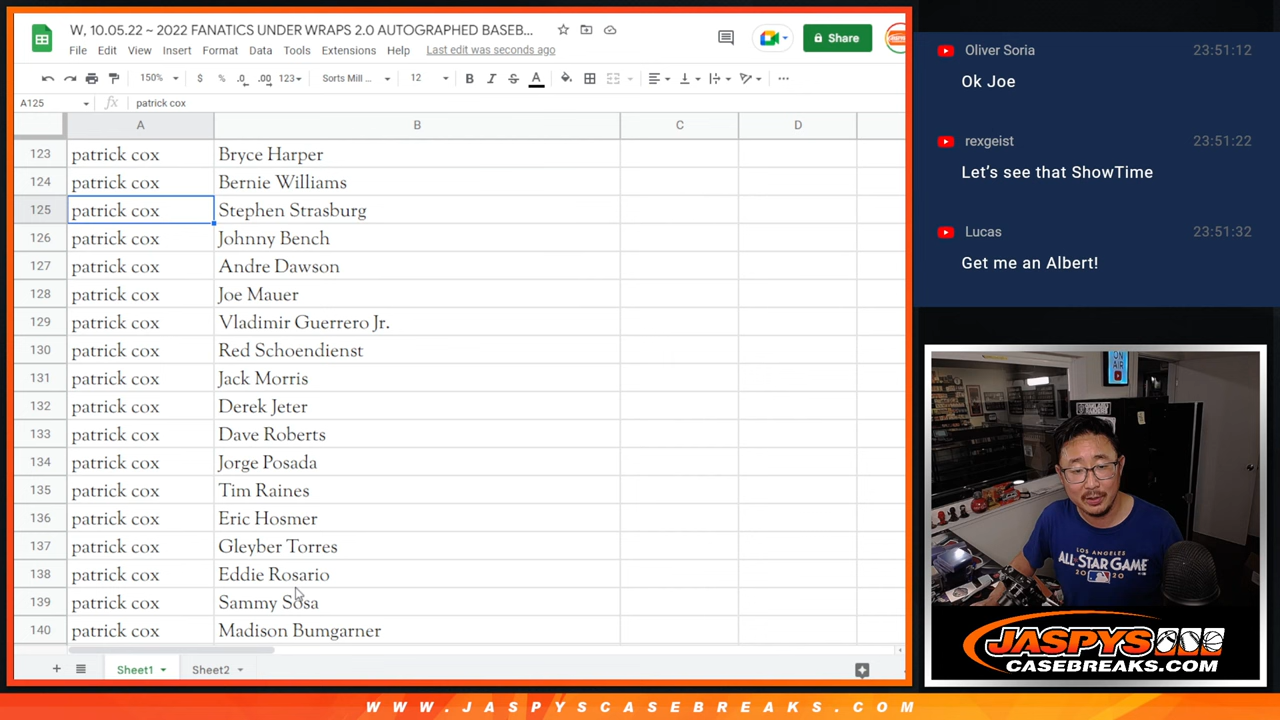 W, 10.05.22 ~ 2022 FANATICS UNDER WRAPS 2.0 AUTOGRAPHED BASEB...
File Edit View Insert Format Data Tools Extensions Help Last edit was seconds ago
Share
150% $ % .0 .00 123 Sorts Mill ... 12 B I S A
A125 fx patrick cox
A B C D
123 patrick cox Bryce Harper
124 patrick cox Bernie Williams
125 patrick cox Stephen Strasburg
126 patrick cox Johnny Bench
127 patrick cox Andre Dawson
128 patrick cox Joe Mauer
129 patrick cox Vladimir Guerrero Jr.
130 patrick cox Red Schoendienst
131 patrick cox Jack Morris
132 patrick cox Derek Jeter
133 patrick cox Dave Roberts
134 patrick cox Jorge Posada
135 patrick cox Tim Raines
136 patrick cox Eric Hosmer
137 patrick cox Gleyber Torres
138 patrick cox Eddie Rosario
139 patrick cox Sammy Sosa
140 patrick cox Madison Bumgarner
Sheet1 Sheet2
Oliver Soria 23:51:12
Ok Joe
rexgeist 23:51:22
Let's see that ShowTime
Lucas 23:51:32
Get me an Albert!
ON
AIR
LOS ANGELES
ALL STAR GAME
2020
JASPYS
CASEBREAKS.COM
WWW.JASPYSCASEBREAKS.COM